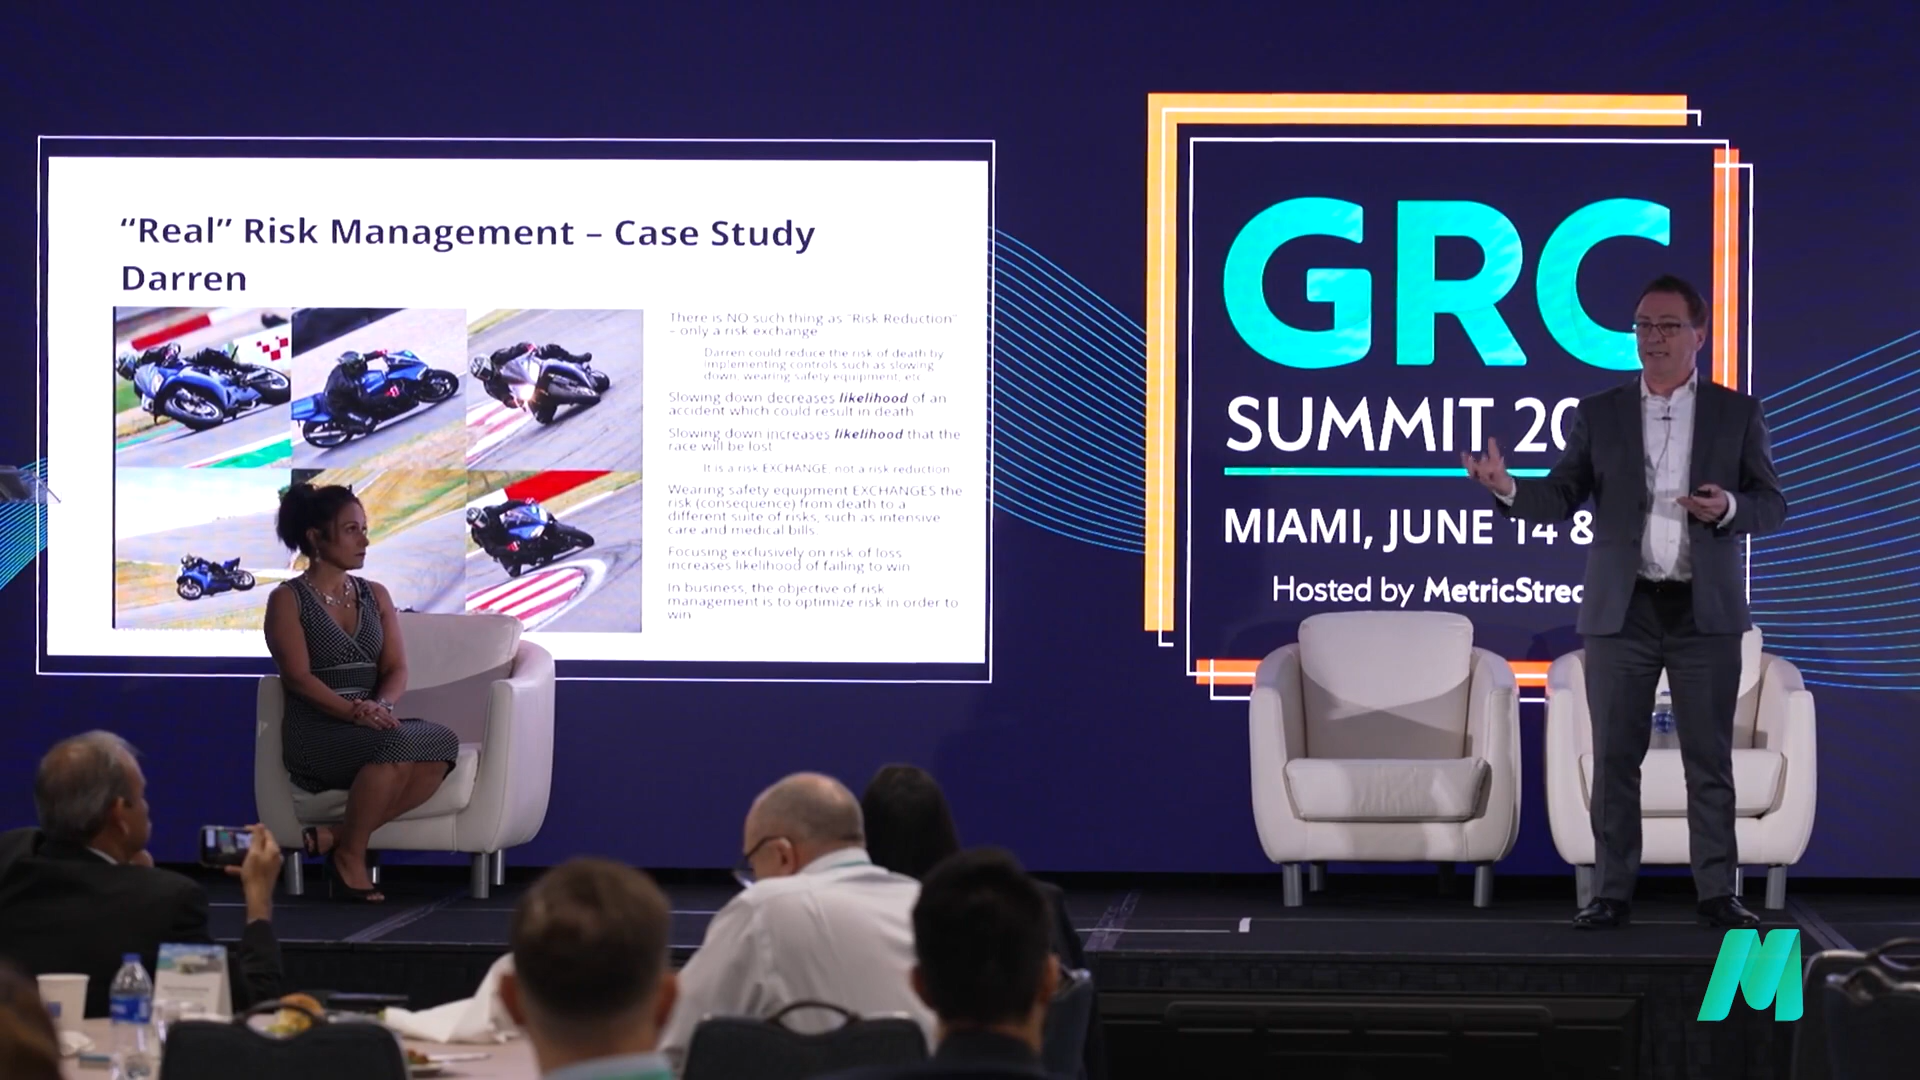 “Real” Risk Management – Case Study
Darren
There is NO such thing as "Risk Reduction"
– only a risk exchange
Darren could reduce the risk of death by
implementing controls such as slowing
down, wearing safety equipment, etc
Slowing down decreases likelihood of an
accident which could result in death
Slowing down increases likelihood that the
race will be lost
It is a risk EXCHANGE, not a risk reduction
Wearing safety equipment EXCHANGES the
risk (consequence) from death to a
different suite of risks, such as intensive
care and medical bills.
Focusing exclusively on risk of loss
increases likelihood of failing to win
In business, the objective of risk
management is to optimize risk in order to
win
GRC
SUMMIT 20
MIAMI, JUNE 14 &
Hosted by MetricStre
M